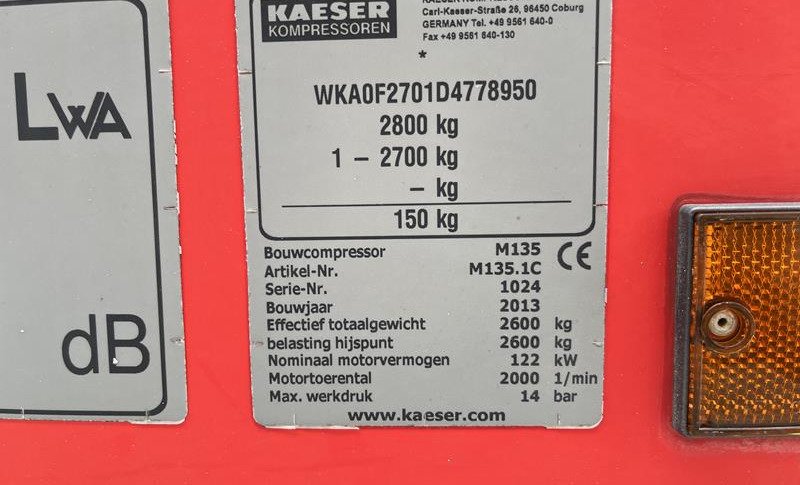 LWA
dB
KAESER
KOMPRESSOREN
Carl-Kaeser-Straße 26, 96450 Coburg
GERMANY Tel. +49 9561 640-0
Fax +49 9561 640-130
*
WKA0F2701D4778950
2800 kg
1 – 2700 kg
– kg
150 kg
Bouwcompressor M135 CE
Artikel-Nr. M135.1C
Serie-Nr. 1024
Bouwjaar 2013
Effectief totaalgewicht 2600 kg
belasting hijspunt 2600 kg
Nominaal motorvermogen 122 kW
Motortoerental 2000 1/min
Max. werkdruk 14 bar
www.kaeser.com